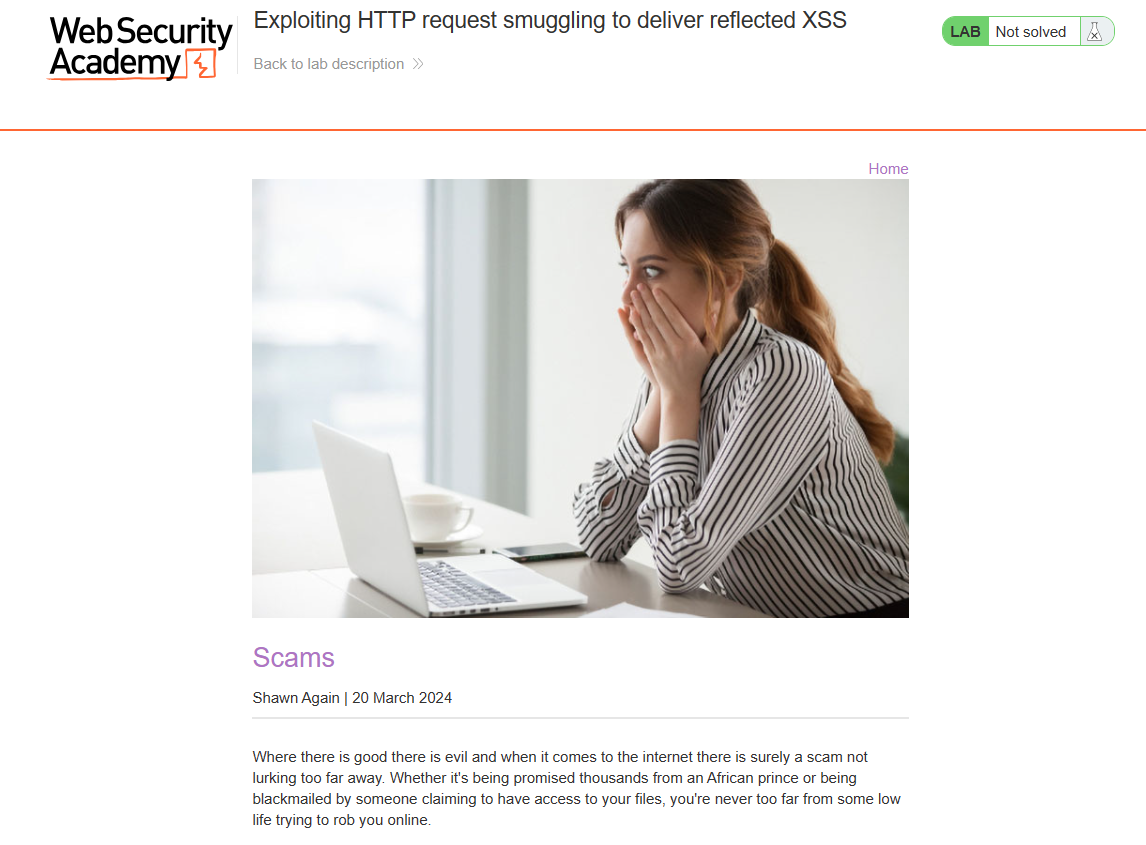 Web Security
Academy
Exploiting HTTP request smuggling to deliver reflected XSS
Back to lab description
LAB Not solved
Home
Scams
Shawn Again | 20 March 2024
Where there is good there is evil and when it comes to the internet there is surely a scam not
lurking too far away. Whether it's being promised thousands from an African prince or being
blackmailed by someone claiming to have access to your files, you're never too far from some low
life trying to rob you online.